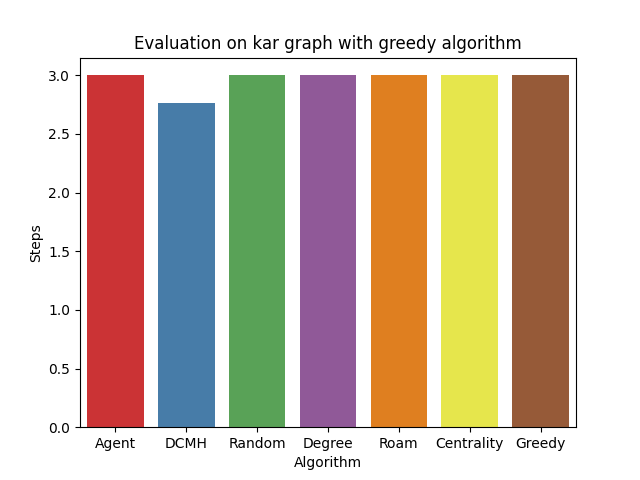 Evaluation on kar graph with greedy algorithm
3.0
2.5
2.0
1.5
1.0
0.5
0.0
Steps
Agent DCMH Random Degree Roam Centrality Greedy
Algorithm